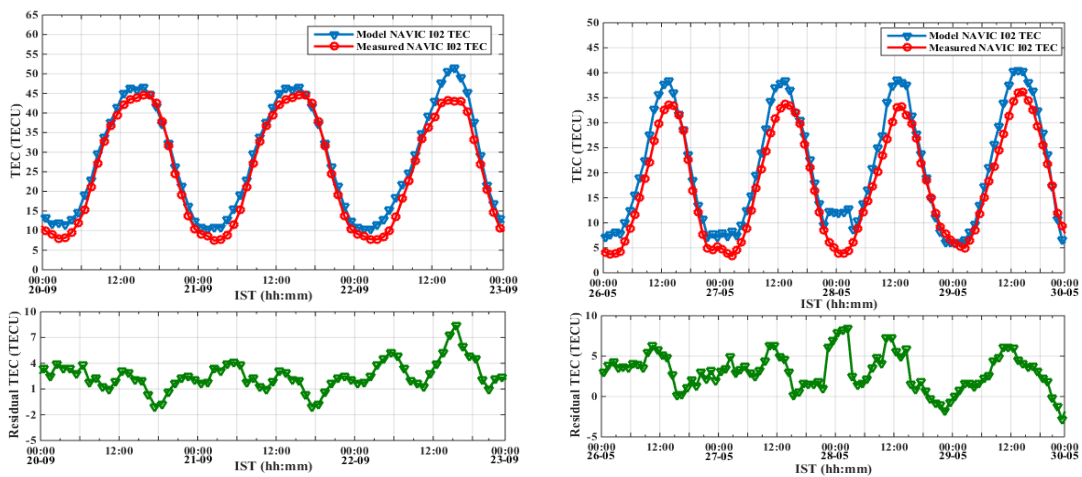 Model NAVIC I02 TEC
Measured NAVIC I02 TEC
TEC (TECU)
65
60
55
50
45
40
35
30
25
20
15
10
5
0
00:00 12:00 00:00 12:00 00:00 12:00 00:00
20-09 21-09 22-09 23-09
IST (hh:mm)
Residual TEC (TECU)
10
7
4
1
-2
-5
00:00 12:00 00:00 12:00 00:00 12:00 00:00
20-09 21-09 22-09 23-09
IST (hh:mm)
Model NAVIC I02 TEC
Measured NAVIC I02 TEC
TEC (TECU)
50
45
40
35
30
25
20
15
10
5
0
00:00 12:00 00:00 12:00 00:00 12:00 00:00 12:00 00:00
26-05 27-05 28-05 29-05 30-05
IST (hh:mm)
Residual TEC (TECU)
10
5
0
-5
00:00 12:00 00:00 12:00 00:00 12:00 00:00 12:00 00:00
26-05 27-05 28-05 29-05 30-05
IST (hh:mm)